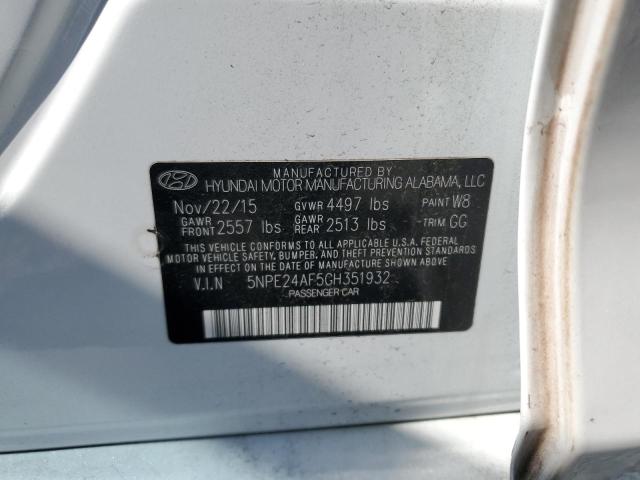 MANUFACTURED BY
HYUNDAI MOTOR MANUFACTURING ALABAMA, LLC
Nov/22/15 GVWR 4497 lbs PAINT W8
GAWR FRONT 2557 lbs GAWR REAR 2513 lbs TRIM GG
THIS VEHICLE CONFORMS TO ALL APPLICABLE U.S.A. FEDERAL
MOTOR VEHICLE SAFETY, BUMPER, AND THEFT PREVENTION STANDARDS
IN EFFECT ON THE DATE OF MANUFACTURE SHOWN ABOVE
V.I.N 5NPE24AF5GH351932
PASSENGER CAR